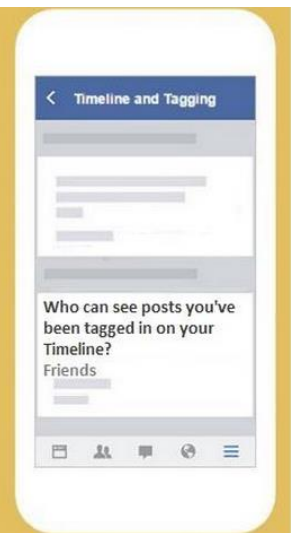 Timeline and Tagging
Who can see posts you've
been tagged in on your
Timeline?
Friends